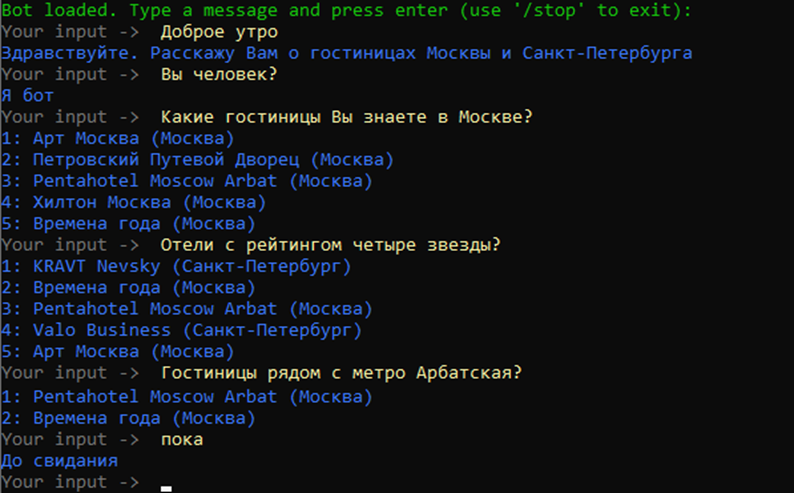 Bot loaded. Type a message and press enter (use '/stop' to exit):
Your input ->  Доброе утро
Здравствуйте. Расскажу Вам о гостиницах Москвы и Санкт-Петербурга
Your input ->  Вы человек?
Я бот
Your input ->  Какие гостиницы Вы знаете в Москве?
1: Арт Москва (Москва)
2: Петровский Путевой Дворец (Москва)
3: Pentahotel Moscow Arbat (Москва)
4: Хилтон Москва (Москва)
5: Времена года (Москва)
Your input ->  Отели с рейтингом четыре звезды?
1: KRAVT Nevsky (Санкт-Петербург)
2: Времена года (Москва)
3: Pentahotel Moscow Arbat (Москва)
4: Valo Business (Санкт-Петербург)
5: Арт Москва (Москва)
Your input ->  Гостиницы рядом с метро Арбатская?
1: Pentahotel Moscow Arbat (Москва)
2: Времена года (Москва)
Your input ->  пока
До свидания
Your input ->